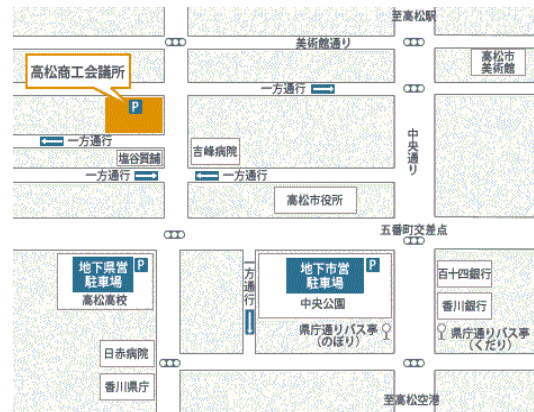 至高松駅
美術館通り
高松市
美術館
高松商工会議所
P
一方通行
一方通行
中央通り
吉峰病院
塩谷質舗
一方通行
一方通行
高松市役所
五番町交差点
地下県営
駐車場
P
高松高校
一方通行
地下市営
駐車場
P
中央公園
百十四銀行
香川銀行
県庁通りバス亭
(のぼり)
県庁通りバス亭
(くだり)
日赤病院
香川県庁
至高松空港